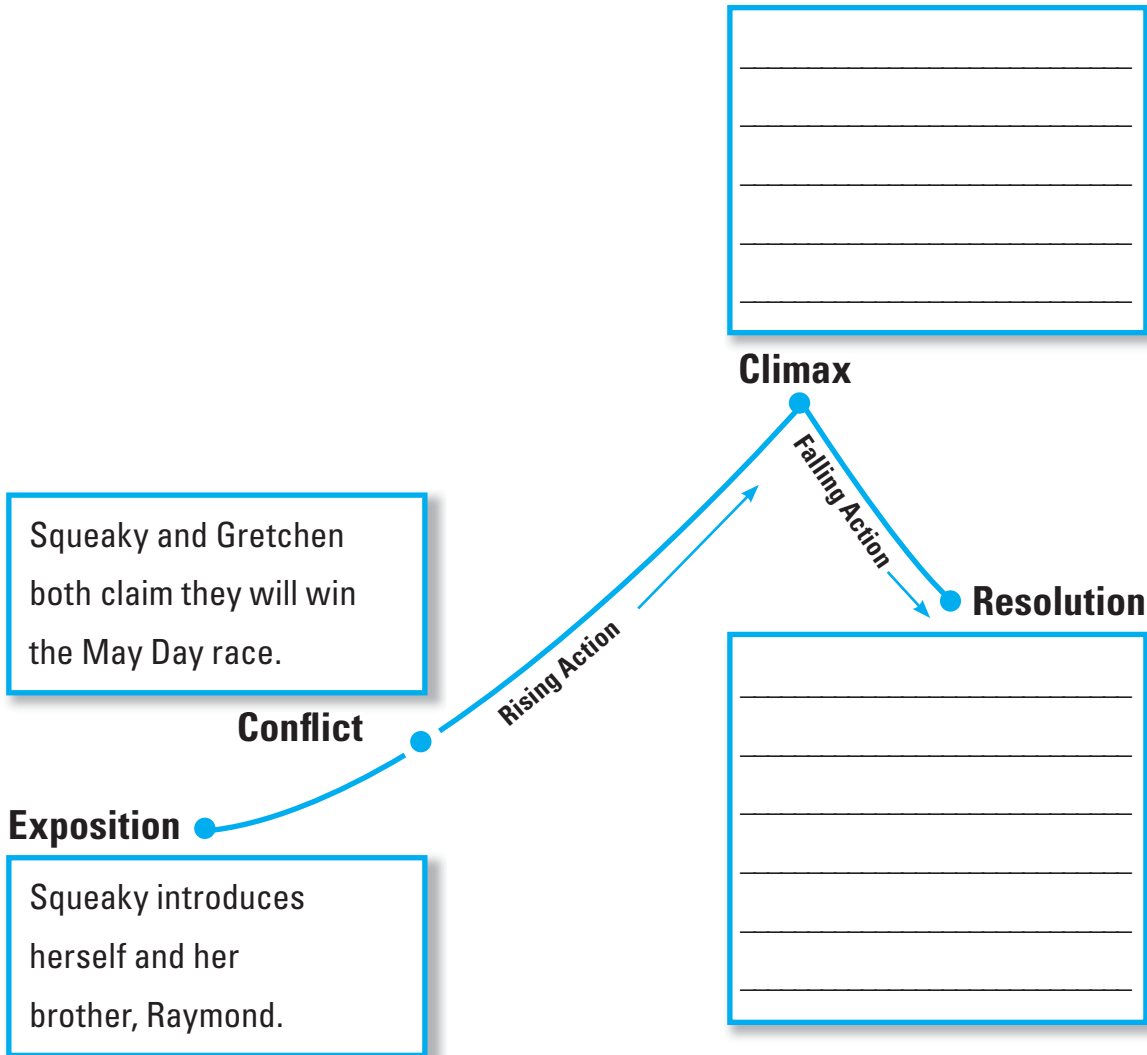 Climax
Falling Action
Squeaky and Gretchen
both claim they will win
the May Day race.
Resolution
Rising Action
Conflict
Exposition
Squeaky introduces
herself and her
brother, Raymond.